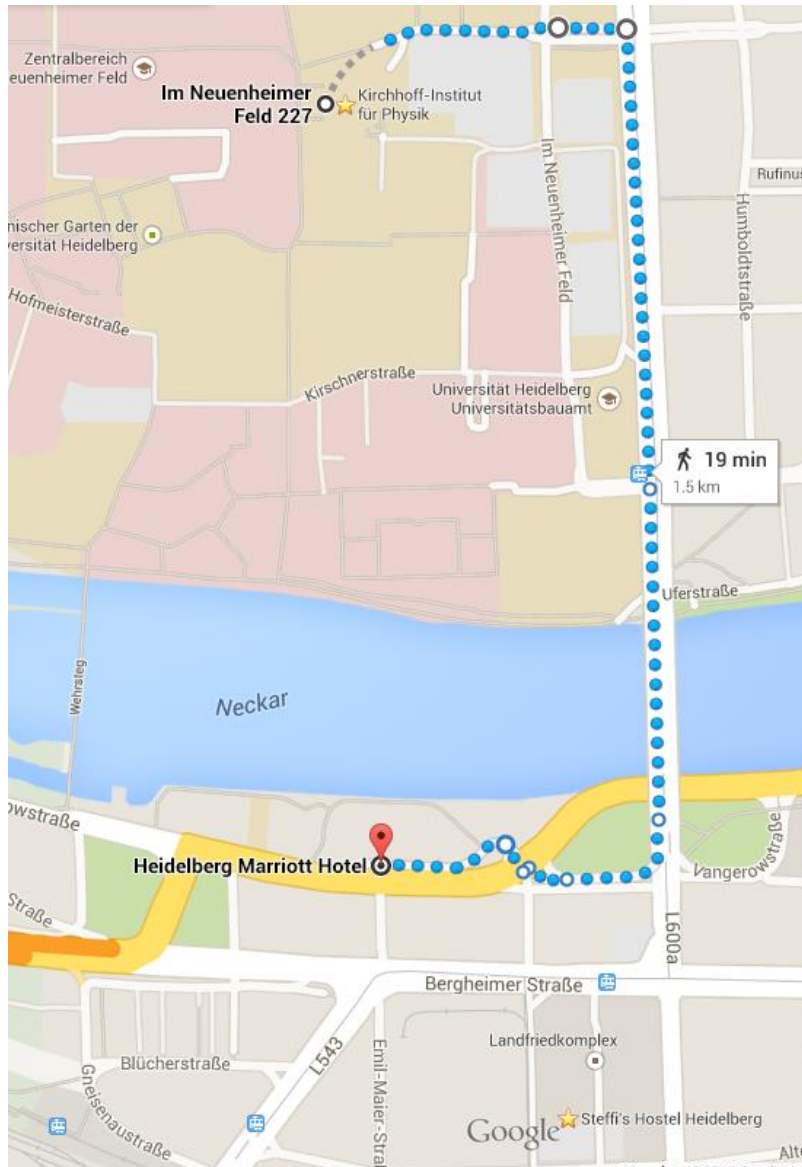 Zentralbereich
euenheimer Feld
Im Neuenheimer
Feld 227
Kirchhoff-Institut
für Physik
Im Neuenheimer Feld
Humboldtstraße
Rufinus
nischer Garten der
versität Heidelberg
Hofmeisterstraße
Kirschnerstraße
Universität Heidelberg
Universitätsbauamt
19 min
1.5 km
Uferstraße
Wehrsteg
Neckar
owstraße
Heidelberg Marriott Hotel
Vangerowstraße
Straße
L600a
Bergheimer Straße
Landfriedkomplex
Blücherstraße
L543
Emil-Maier-Stra
Gneisenaustraße
Google
Steffi's Hostel Heidelberg
Alte